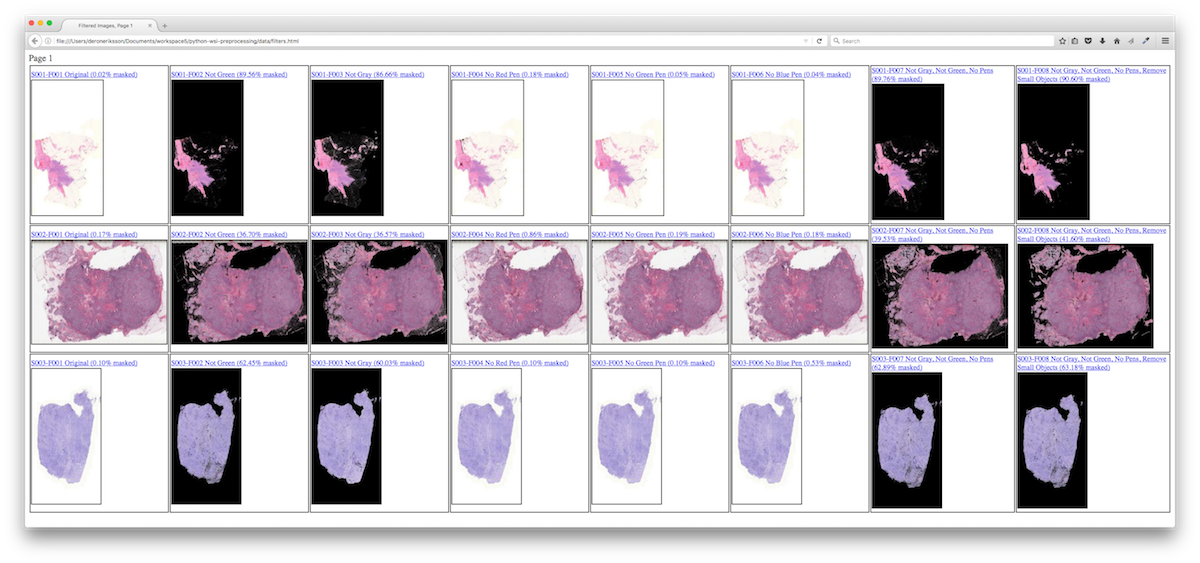 Filtered Images, Page 1
file:///Users/deroneriksson/Documents/workspace5/python-wsi-preprocessing/data/filters.html
Search
Page 1
S001-F001 Original (0.02% masked)
S001-F002 Not Green (89.56% masked)
S001-F003 Not Gray (86.66% masked)
S001-F004 No Red Pen (0.18% masked)
S001-F005 No Green Pen (0.05% masked)
S001-F006 No Blue Pen (0.04% masked)
S001-F007 Not Gray, Not Green, No Pens
(89.76% masked)
S001-F008 Not Gray, Not Green, No Pens, Remove
Small Objects (90.60% masked)
S002-F001 Original (0.17% masked)
S002-F002 Not Green (36.70% masked)
S002-F003 Not Gray (36.57% masked)
S002-F004 No Red Pen (0.86% masked)
S002-F005 No Green Pen (0.19% masked)
S002-F006 No Blue Pen (0.18% masked)
S002-F007 Not Gray, Not Green, No Pens
(39.53% masked)
S002-F008 Not Gray, Not Green, No Pens, Remove
Small Objects (41.60% masked)
S003-F001 Original (0.10% masked)
S003-F002 Not Green (62.45% masked)
S003-F003 Not Gray (60.03% masked)
S003-F004 No Red Pen (0.10% masked)
S003-F005 No Green Pen (0.10% masked)
S003-F006 No Blue Pen (0.53% masked)
S003-F007 Not Gray, Not Green, No Pens
(62.89% masked)
S003-F008 Not Gray, Not Green, No Pens, Remove
Small Objects (63.18% masked)